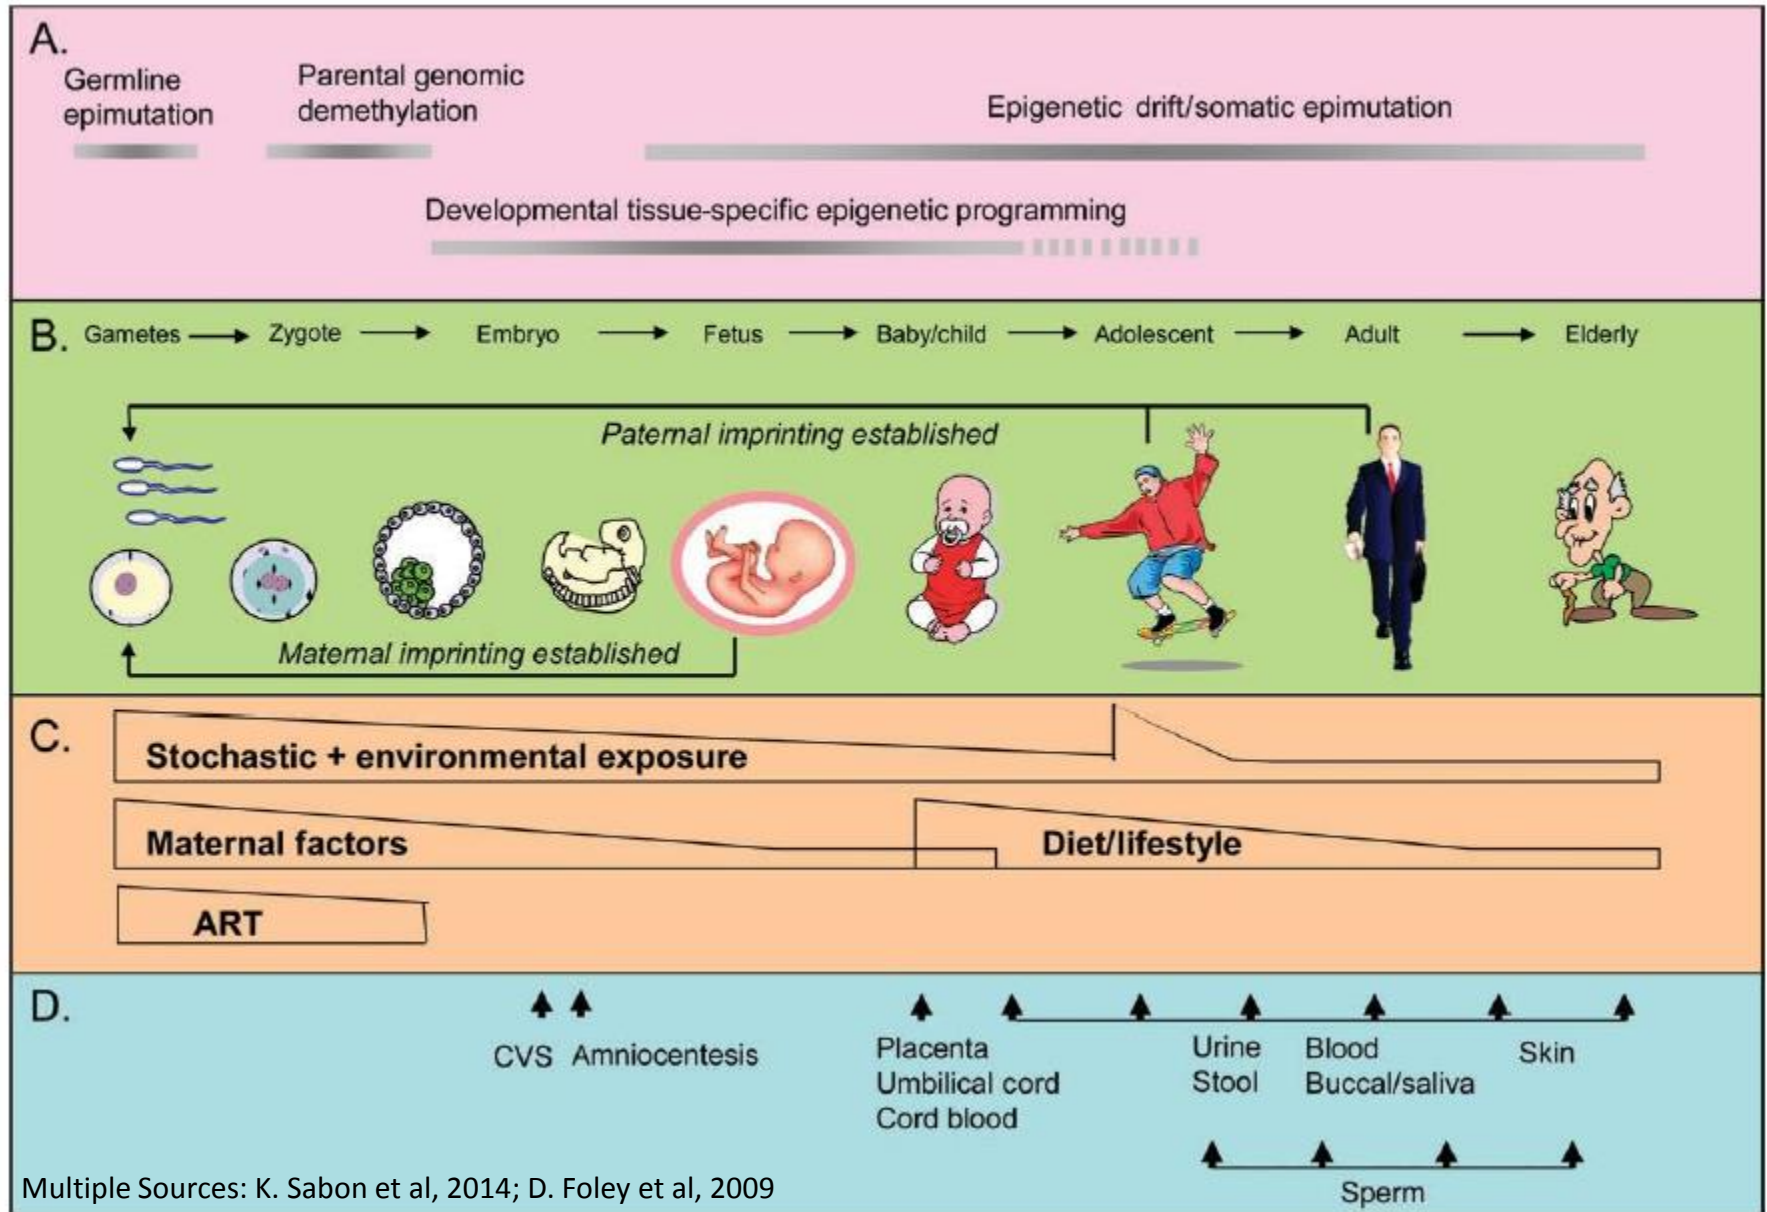 A.
Germline
epimutation
Parental genomic
demethylation
Epigenetic drift/somatic epimutation
Developmental tissue-specific epigenetic programming
B.
Gametes
Zygote
Embryo
Fetus
Baby/child
Adolescent
Adult
Elderly
Paternal imprinting established
Maternal imprinting established
C.
Stochastic + environmental exposure
Maternal factors
Diet/lifestyle
ART
D.
CVS
Amniocentesis
Placenta
Umbilical cord
Cord blood
Urine
Stool
Blood
Buccal/saliva
Skin
Sperm
Multiple Sources: K. Sabon et al, 2014; D. Foley et al, 2009